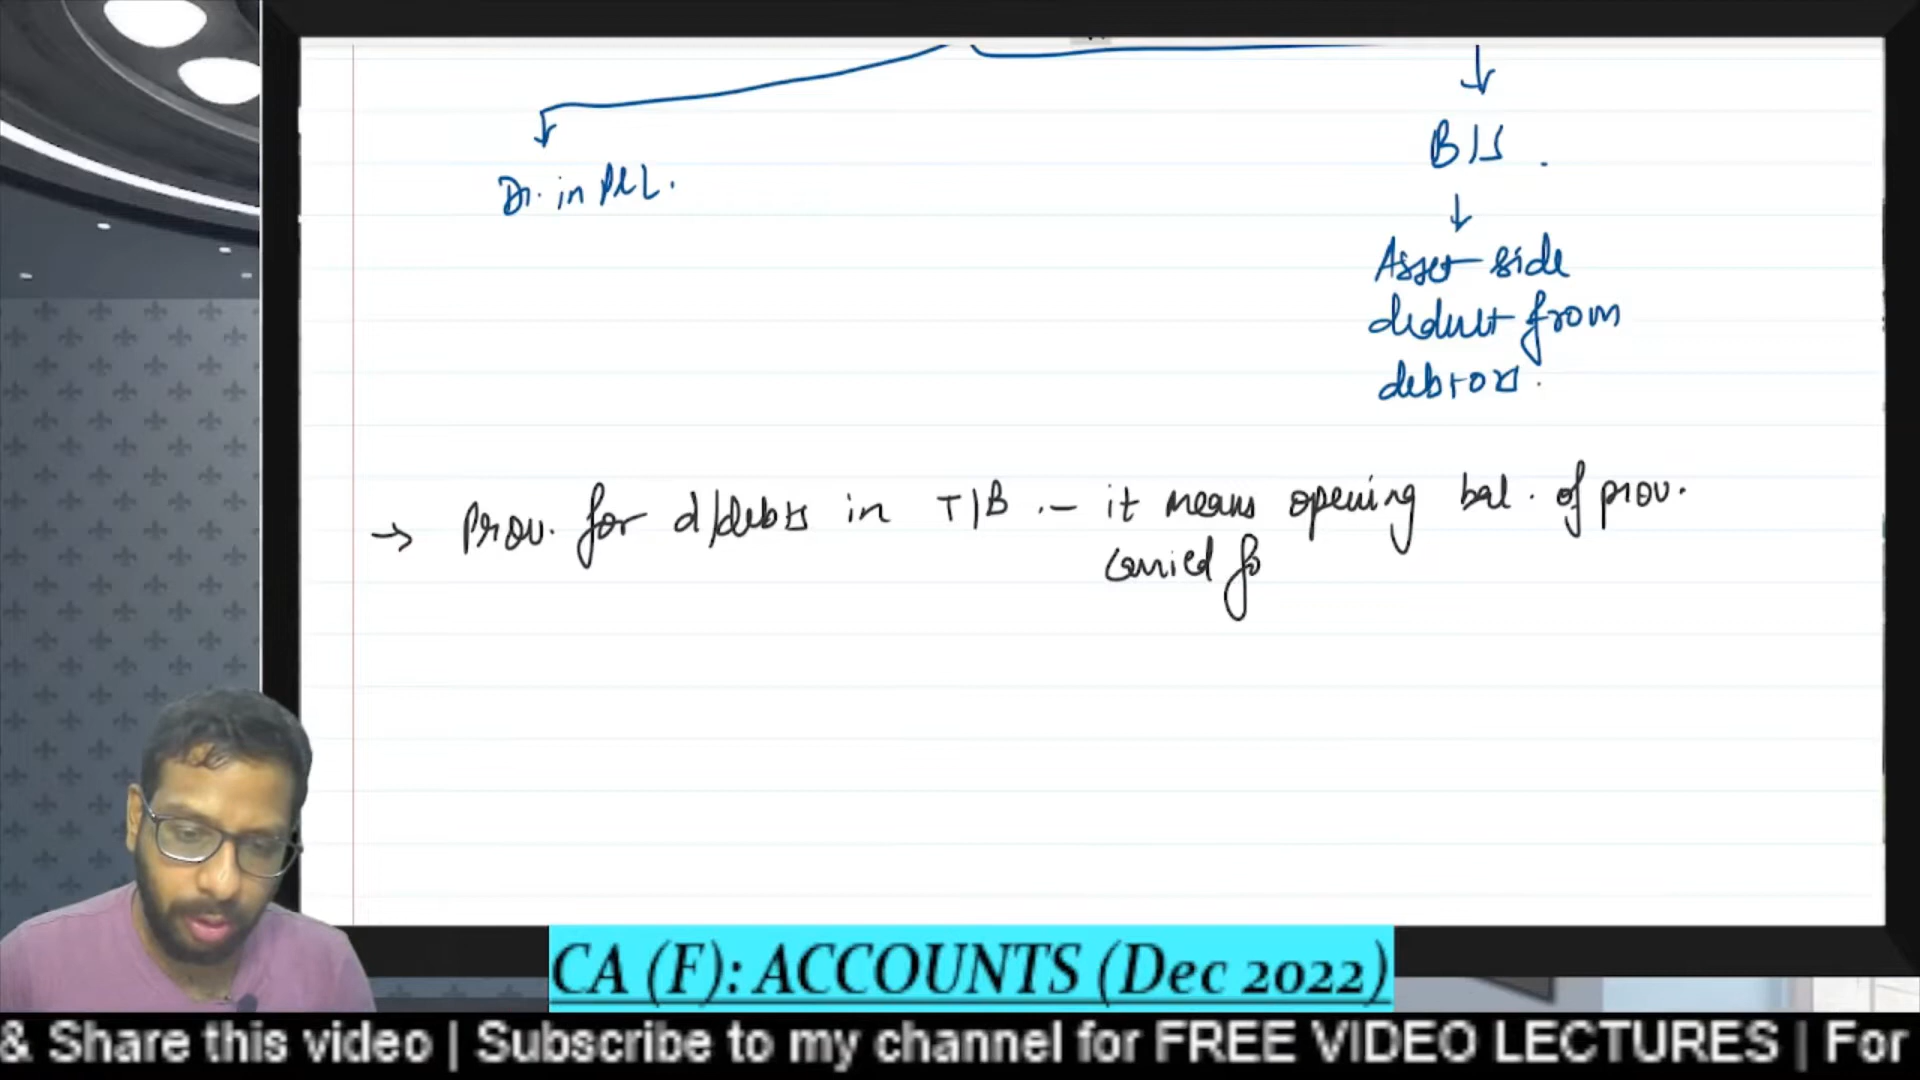 Dr. in P&L.
B/S.
Asset side
deduct from
debtors.
→ Prov. for d/debts in T/B. - it means opening bal. of prov.
carried fo
CA (F): ACCOUNTS (Dec 2022)
& Share this video | Subscribe to my channel for FREE VIDEO LECTURES | For